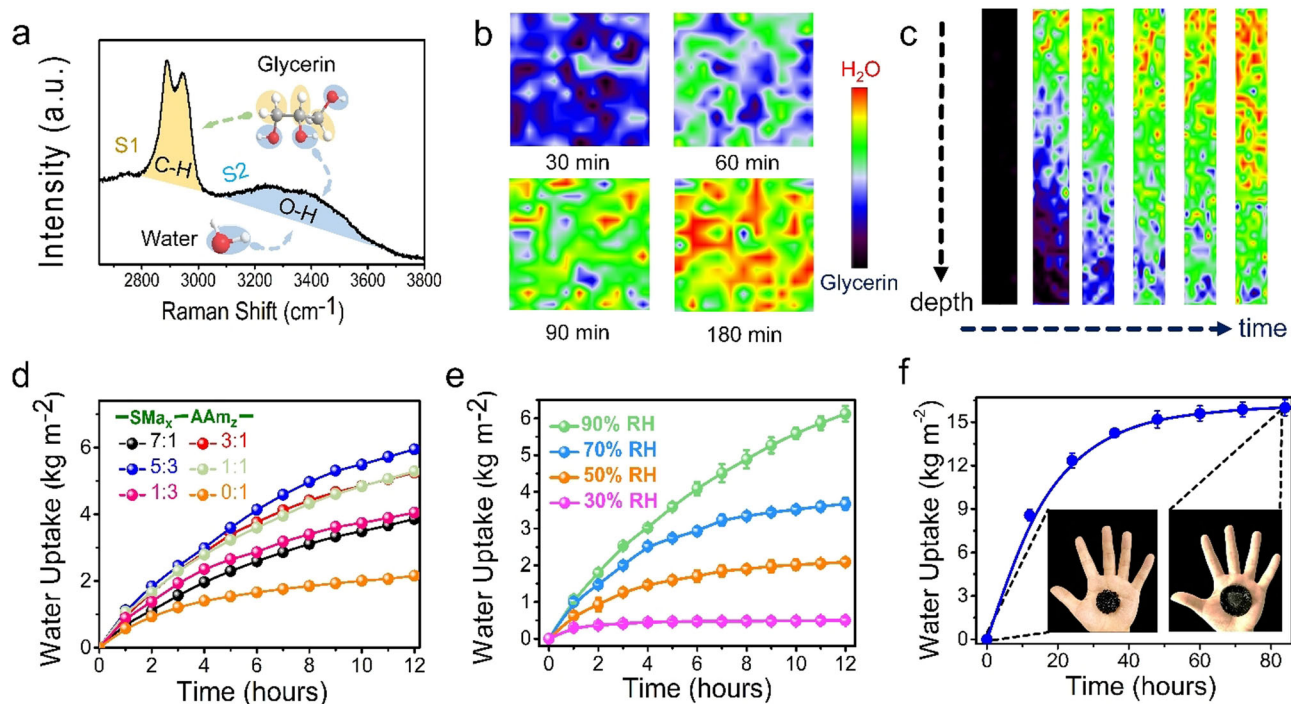 a
Intensity (a.u.)
S1
C-H
S2
O-H
Glycerin
Water
2800 3000 3200 3400 3600 3800
Raman Shift (cm-1)
b
30 min
60 min
90 min
180 min
H2O
Glycerin
c
depth
time
d
Water Uptake (kg m-2)
6
4
2
0
SMax AAmz
7:1 3:1
5:3 1:1
1:3 0:1
0 2 4 6 8 10 12
Time (hours)
e
Water Uptake (kg m-2)
6
5
4
3
2
1
0
90% RH
70% RH
50% RH
30% RH
0 2 4 6 8 10 12
Time (hours)
f
Water Uptake (kg m-2)
15
12
9
6
3
0
0 20 40 60 80
Time (hours)